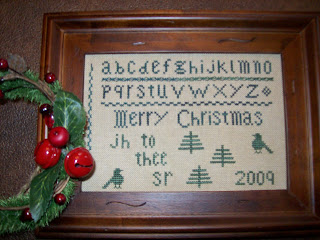 abcdefghijklmno
pqrstuvwxyz
Merry Christmas
jh to
thee
sr 2009